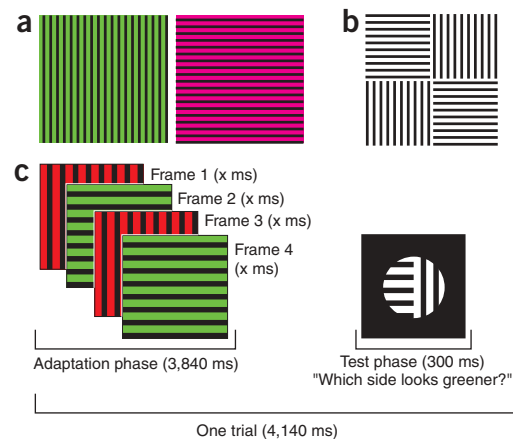 a
b
c
Frame 1 (x ms)
Frame 2 (x ms)
Frame 3 (x ms)
Frame 4
(x ms)
Adaptation phase (3,840 ms)
Test phase (300 ms)
"Which side looks greener?"
One trial (4,140 ms)